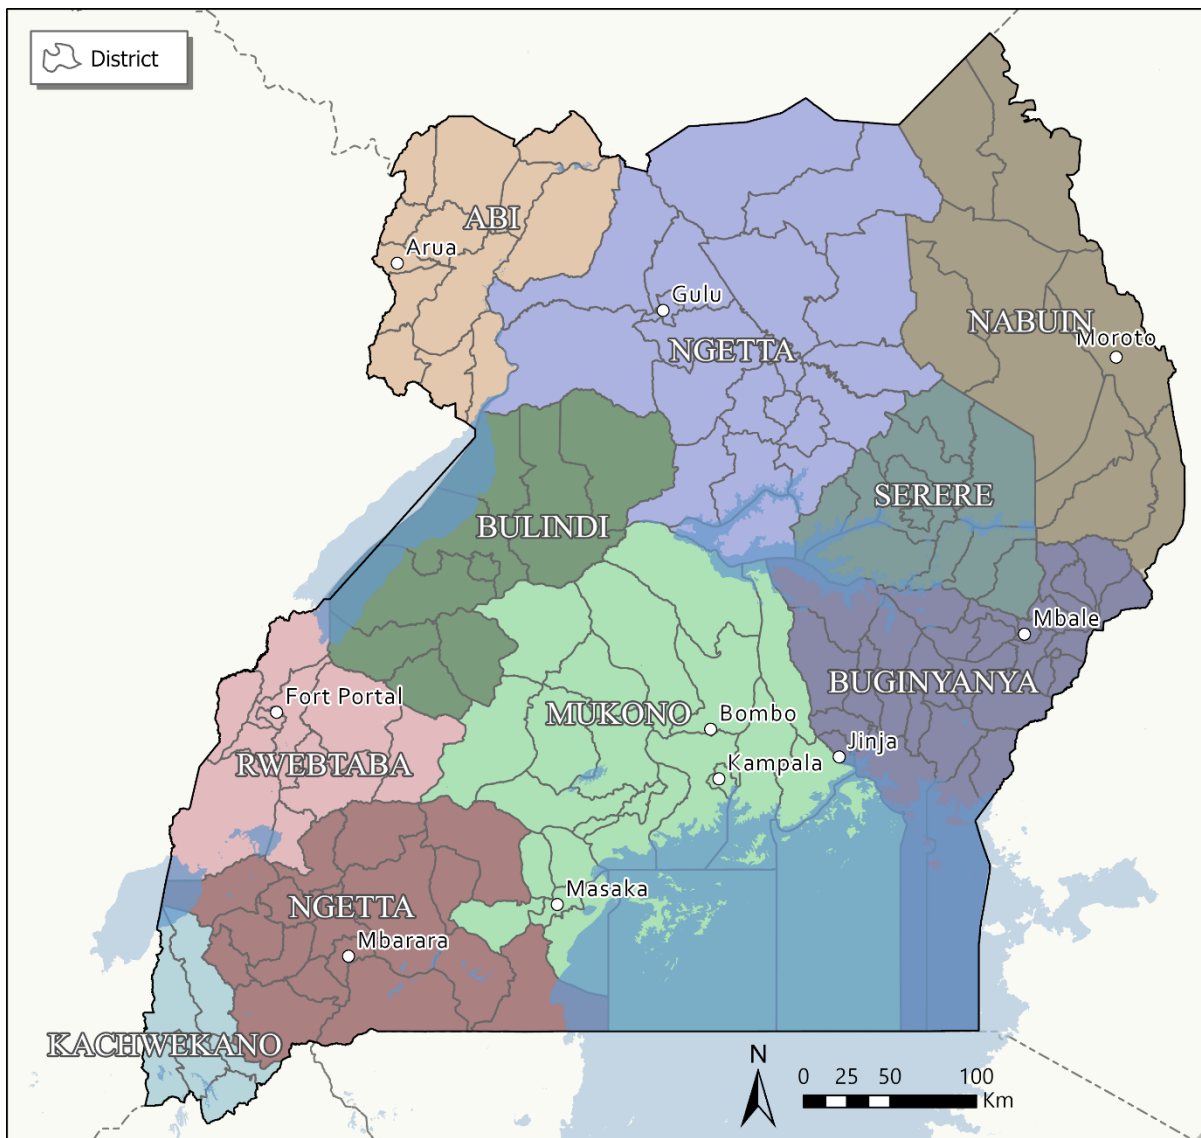 District
ABI
Arua
Gulu
NGETTA
NABUIN
Moroto
SERERE
BULINDI
Mbale
BUGINYANYA
Fort Portal
MUKONO
Bombo
Jinja
RWEBTABA
Kampala
Masaka
NGETTA
Mbarara
KACHWEKANO
N
0 25 50 100
Km